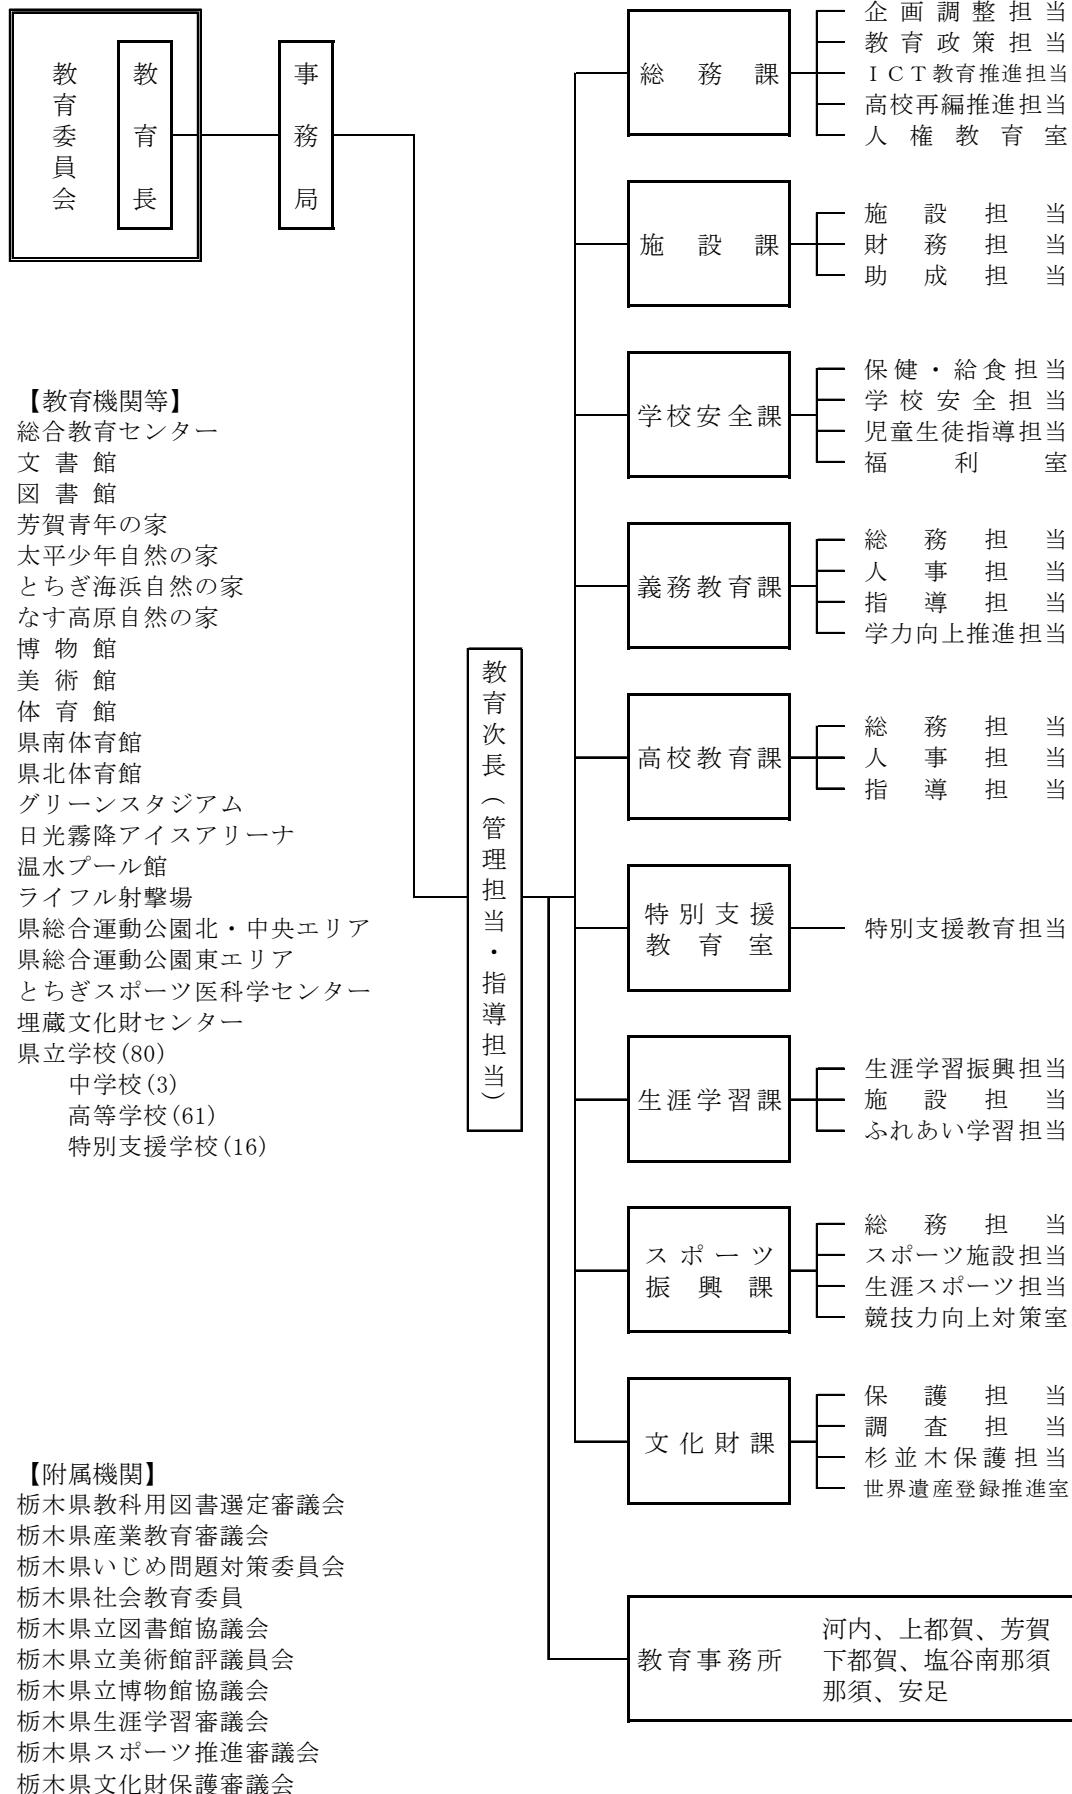 教育委員会
教育長
事務局
教育次長（管理担当・指導担当）
総務課
企画調整担当
教育政策担当
ＩＣＴ教育推進担当
高校再編推進担当
人権教育室
施設課
施設担当
財務担当
助成担当
学校安全課
保健・給食担当
学校安全担当
児童生徒指導担当
福利室
義務教育課
総務担当
人事担当
指導担当
学力向上推進担当
高校教育課
総務担当
人事担当
指導担当
特別支援
教育室
特別支援教育担当
生涯学習課
生涯学習振興担当
施設担当
ふれあい学習担当
スポーツ
振興課
総務担当
スポーツ施設担当
生涯スポーツ担当
競技力向上対策室
文化財課
保護担当
調査担当
杉並木保護担当
世界遺産登録推進室
教育事務所
河内、上都賀、芳賀
下都賀、塩谷南那須
那須、安足
【教育機関等】
総合教育センター
文書館
図書館
芳賀青年の家
太平少年自然の家
とちぎ海浜自然の家
なす高原自然の家
博物館
美術館
体育館
県南体育館
県北体育館
グリーンスタジアム
日光霧降アイスアリーナ
温水プール館
ライフル射撃場
県総合運動公園北・中央エリア
県総合運動公園東エリア
とちぎスポーツ医科学センター
埋蔵文化財センター
県立学校(80)
中学校(3)
高等学校(61)
特別支援学校(16)
【附属機関】
栃木県教科用図書選定審議会
栃木県産業教育審議会
栃木県いじめ問題対策委員会
栃木県社会教育委員
栃木県立図書館協議会
栃木県立美術館評議員会
栃木県立博物館協議会
栃木県生涯学習審議会
栃木県スポーツ推進審議会
栃木県文化財保護審議会